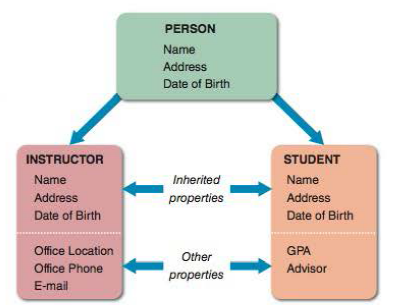 PERSON
Name
Address
Date of Birth
INSTRUCTOR
Name
Address
Date of Birth
Office Location
Office Phone
E-mail
Inherited
properties
Other
properties
STUDENT
Name
Address
Date of Birth
GPA
Advisor